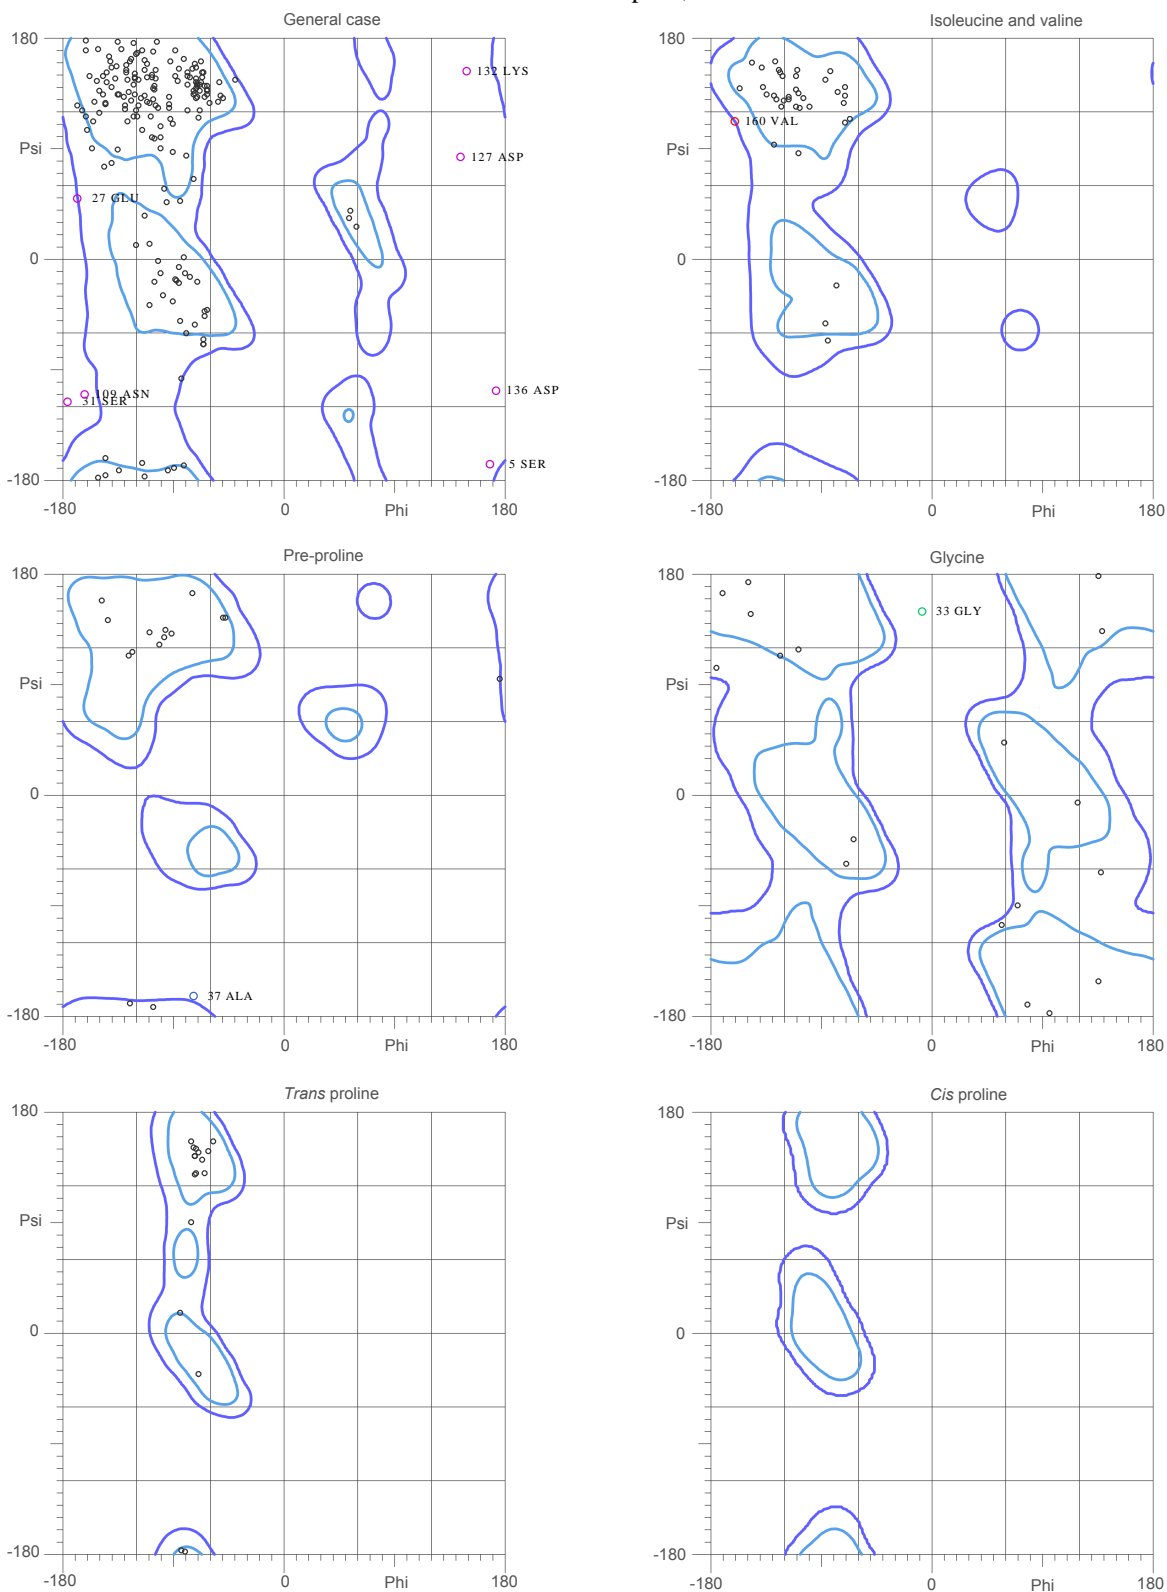 General case
180
132 LYS
127 ASP
Psi
27 GLU
0
109 ASN
31 SER
136 ASP
5 SER
-180
-180
0
Phi
180
Isoleucine and valine
180
160 VAL
Psi
0
-180
-180
0
Phi
180
Pre-proline
180
Psi
0
37 ALA
-180
-180
0
Phi
180
Glycine
180
33 GLY
Psi
0
-180
-180
0
Phi
180
Trans proline
180
Psi
0
-180
-180
0
Phi
180
Cis proline
180
Psi
0
-180
-180
0
Phi
180